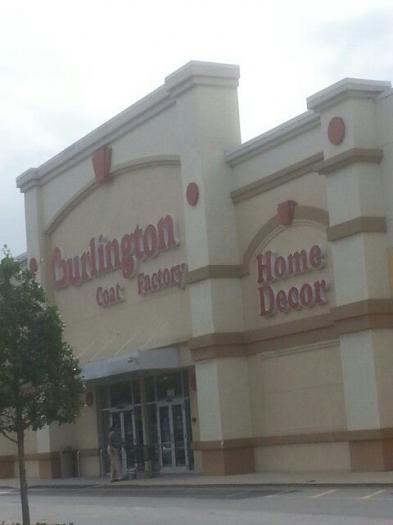 Burlington
Coat Factory
Home
Decor